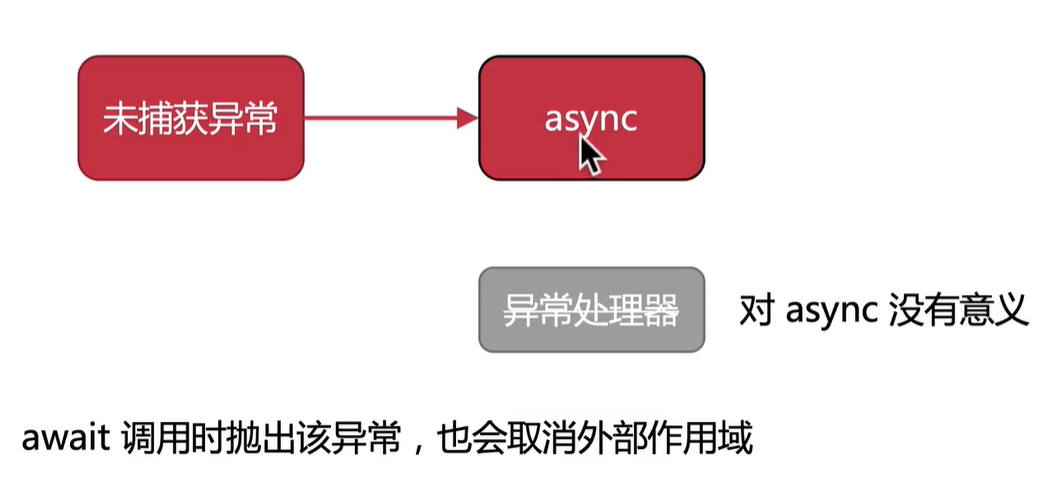 未捕获异常
async
异常处理器
对 async 没有意义
await 调用时抛出该异常，也会取消外部作用域